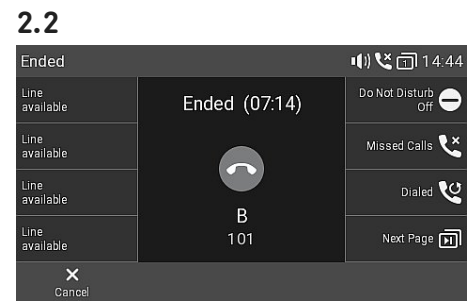 2.2
Ended
1
14:44
Line
available
Line
available
Line
available
Line
available
Ended (07:14)
B
101
Do Not Disturb
Off
Missed Calls
Dialed
Next Page
Cancel